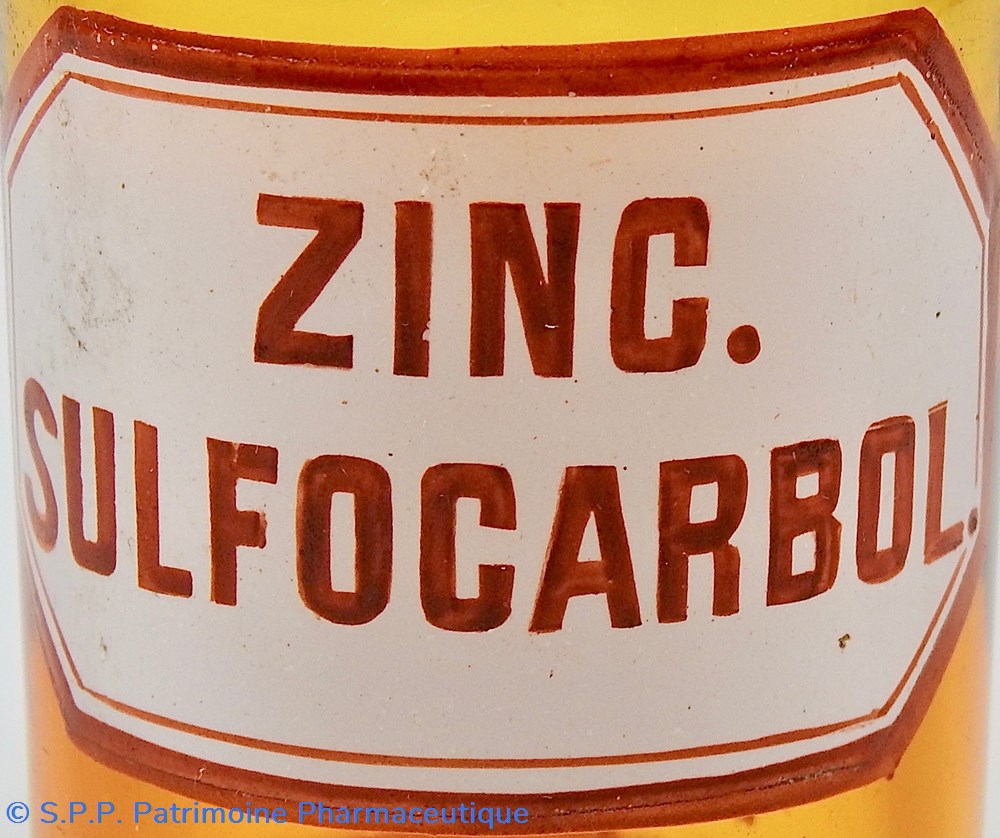 ZINC.
SULFOCARBOL.
© S.P.P. Patrimoine Pharmaceutique